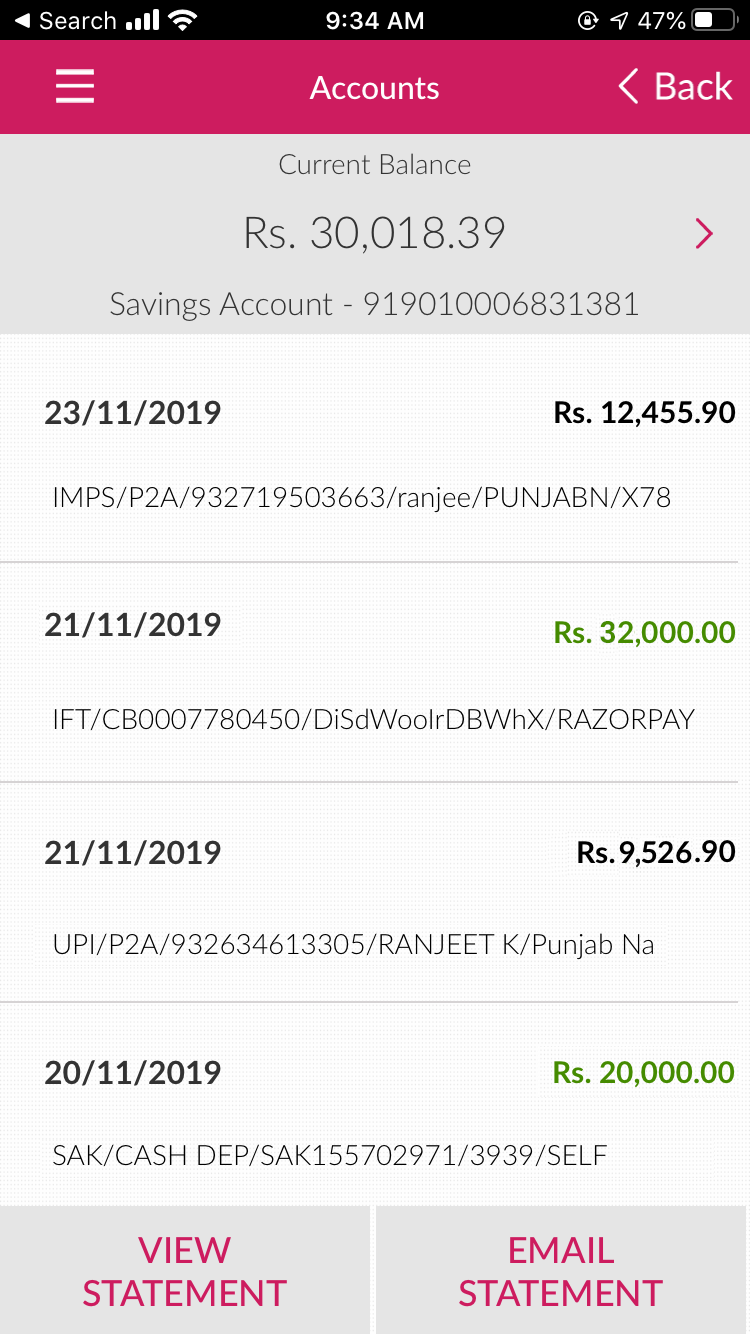 Search 9:34 AM 47%
Accounts Back
Current Balance
Rs. 30,018.39
Savings Account - 919010006831381
23/11/2019 Rs. 12,455.90
IMPS/P2A/932719503663/ranjee/PUNJABN/X78
21/11/2019 Rs. 32,000.00
IFT/CB0007780450/DiSdWooIrDBWhX/RAZORPAY
21/11/2019 Rs.9,526.90
UPI/P2A/932634613305/RANJEET K/Punjab Na
20/11/2019 Rs. 20,000.00
SAK/CASH DEP/SAK155702971/3939/SELF
VIEW
STATEMENT
EMAIL
STATEMENT